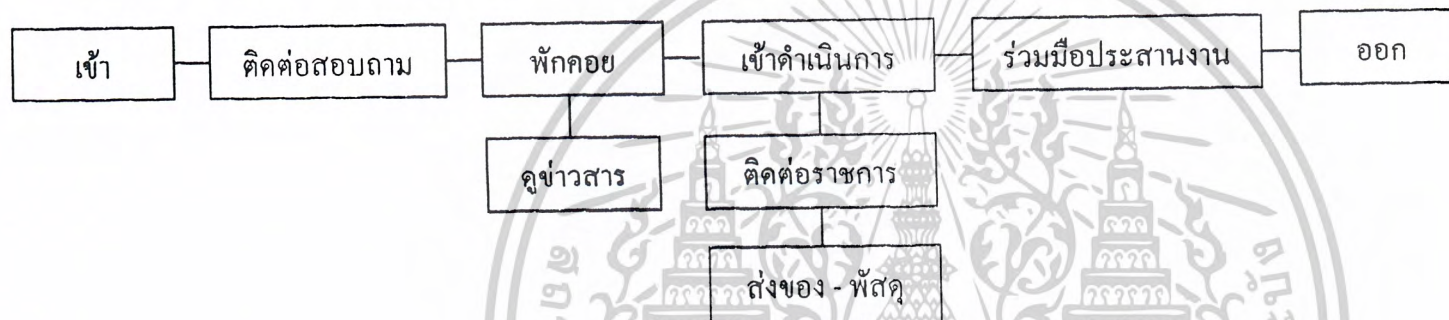 เข้า
ติดต่อสอบถาม
พักคอย
เข้าดำเนินการ
ร่วมมือประสานงาน
ออก
ดูข่าวสาร
ติดต่อราชการ
ส่งของ - พัสดุ